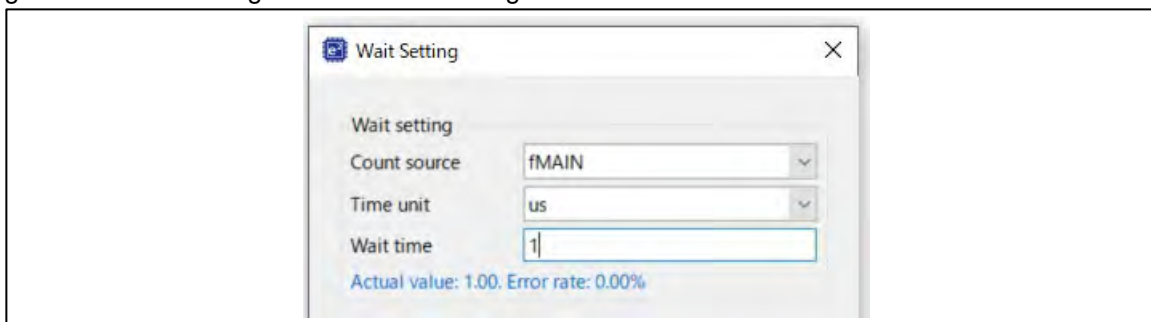 Wait Setting
Wait setting
Count source fMAIN
Time unit us
Wait time 1
Actual value: 1.00. Error rate: 0.00%